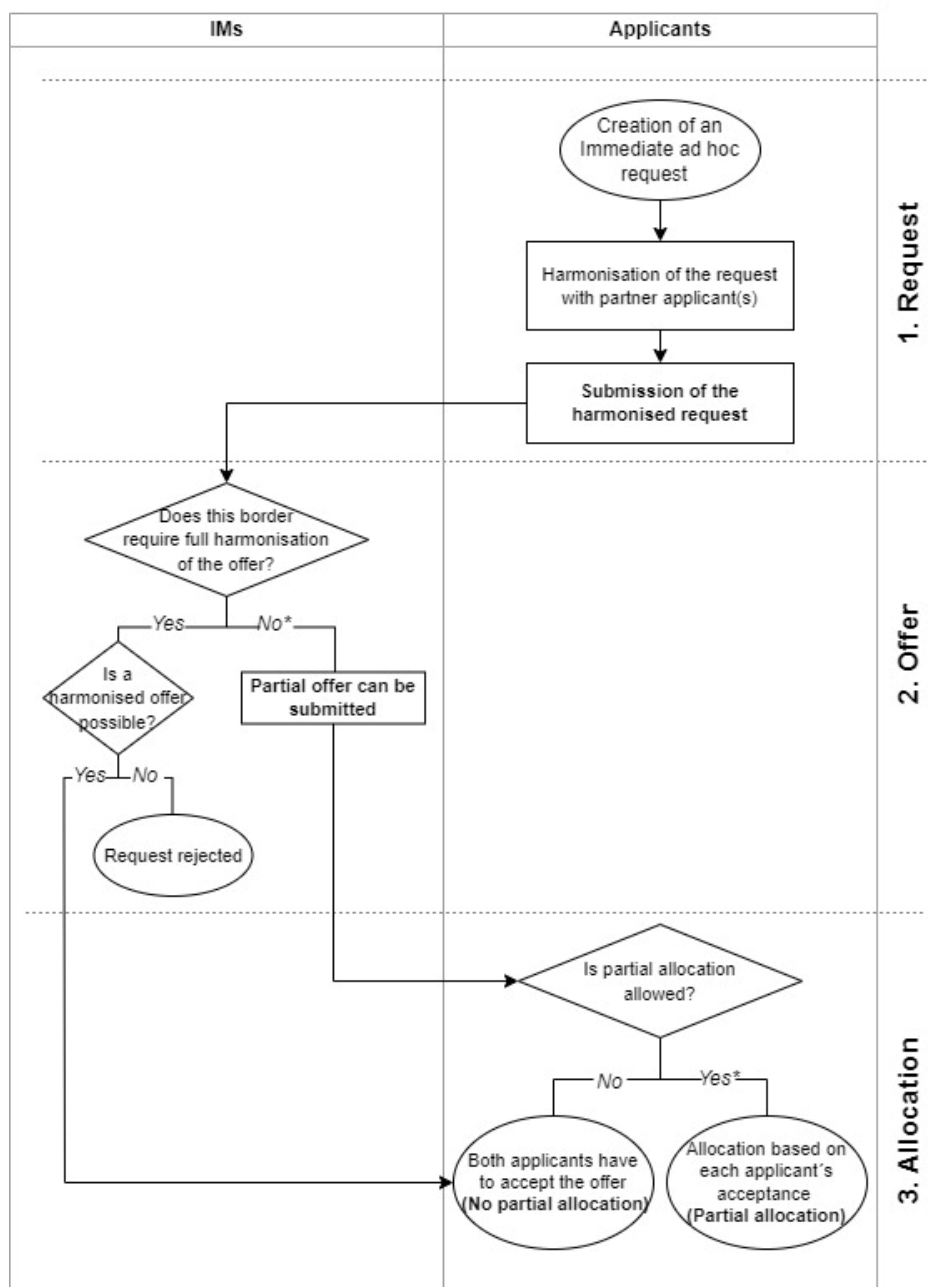 IMs
Applicants
Creation of an
Immediate ad hoc
request
Harmonisation of the request
with partner applicant(s)
Submission of the
harmonised request
1. Request
Does this border
require full harmonisation
of the offer?
Yes
No*
Is a
harmonised offer
possible?
Partial offer can be
submitted
Yes
No
Request rejected
2. Offer
Is partial allocation
allowed?
No
Yes*
Both applicants have
to accept the offer
(No partial allocation)
Allocation based on
each applicant´s
acceptance
(Partial allocation)
3. Allocation